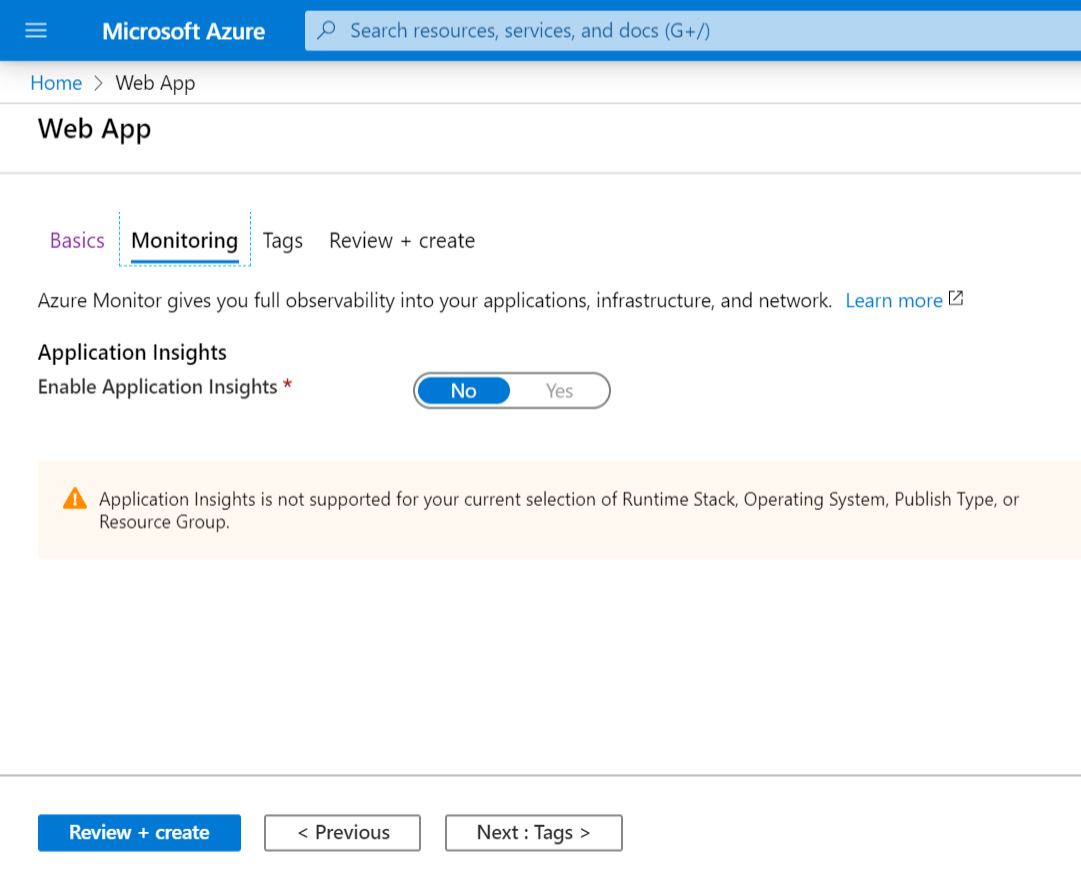 Microsoft Azure
Search resources, services, and docs (G+/)
Home > Web App
Web App
Basics Monitoring Tags Review + create
Azure Monitor gives you full observability into your applications, infrastructure, and network. Learn more
Application Insights
Enable Application Insights *
No Yes
Application Insights is not supported for your current selection of Runtime Stack, Operating System, Publish Type, or
Resource Group.
Review + create < Previous Next : Tags >